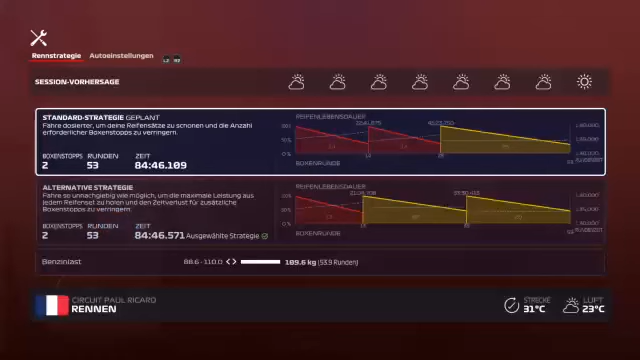 Rennstrategie Autoeinstellungen L2 R2
SESSION-VORHERSAGE
STANDARD-STRATEGIE GEPLANT
Fahre dosierter, um deine Reifensätze zu schonen und die Anzahl
erforderlicher Boxenstopps zu verringern.
BOXENSTOPPS RUNDEN ZEIT
2 53 84:46.109
REIFENLEBENSDAUER
BOXENRUNDE
ALTERNATIVE STRATEGIE
Fahre so unnachgiebig wie möglich, um die maximale Leistung aus
jedem Reifenset zu holen und den Zeitverlust für zusätzliche
Boxenstopps zu verringern.
BOXENSTOPPS RUNDEN ZEIT
2 53 84:46.571 Ausgewählte Strategie
REIFENLEBENSDAUER
BOXENRUNDE
Benzinlast 88.6 - 110.0 <> 109.6 kg (53.9 Runden)
CIRCUIT PAUL RICARD
RENNEN
STRECKE
31°C
LUFT
23°C